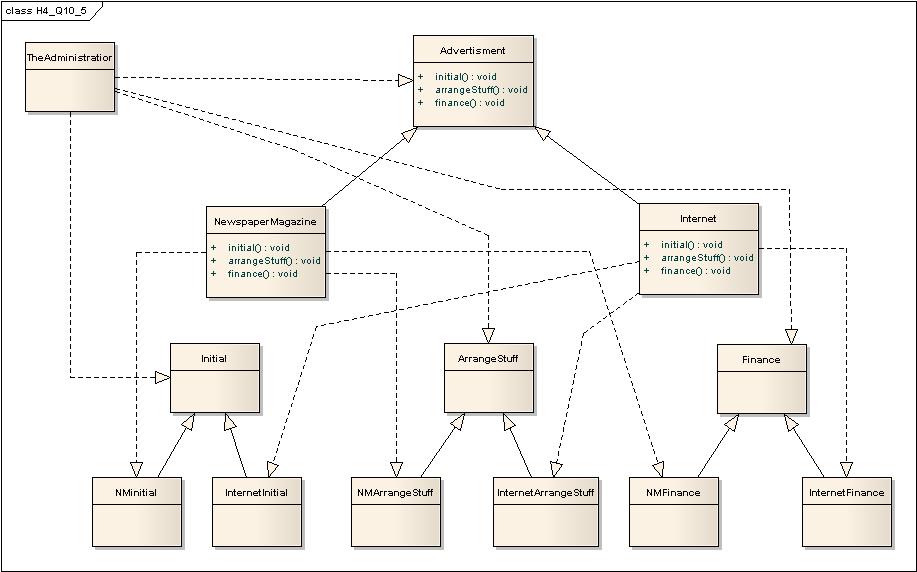 class H4_Q10_5
TheAdministratior
Advertisment
+ initial() : void
+ arrangeStuff() : void
+ finance() : void
NewspaperMagazine
+ initial() : void
+ arrangeStuff() : void
+ finance() : void
Internet
+ initial() : void
+ arrangeStuff() : void
+ finance() : void
Initial
ArrangeStuff
Finance
NMinitial
InternetInitial
NMArrangeStuff
InternetArrangeStuff
NMFinance
InternetFinance